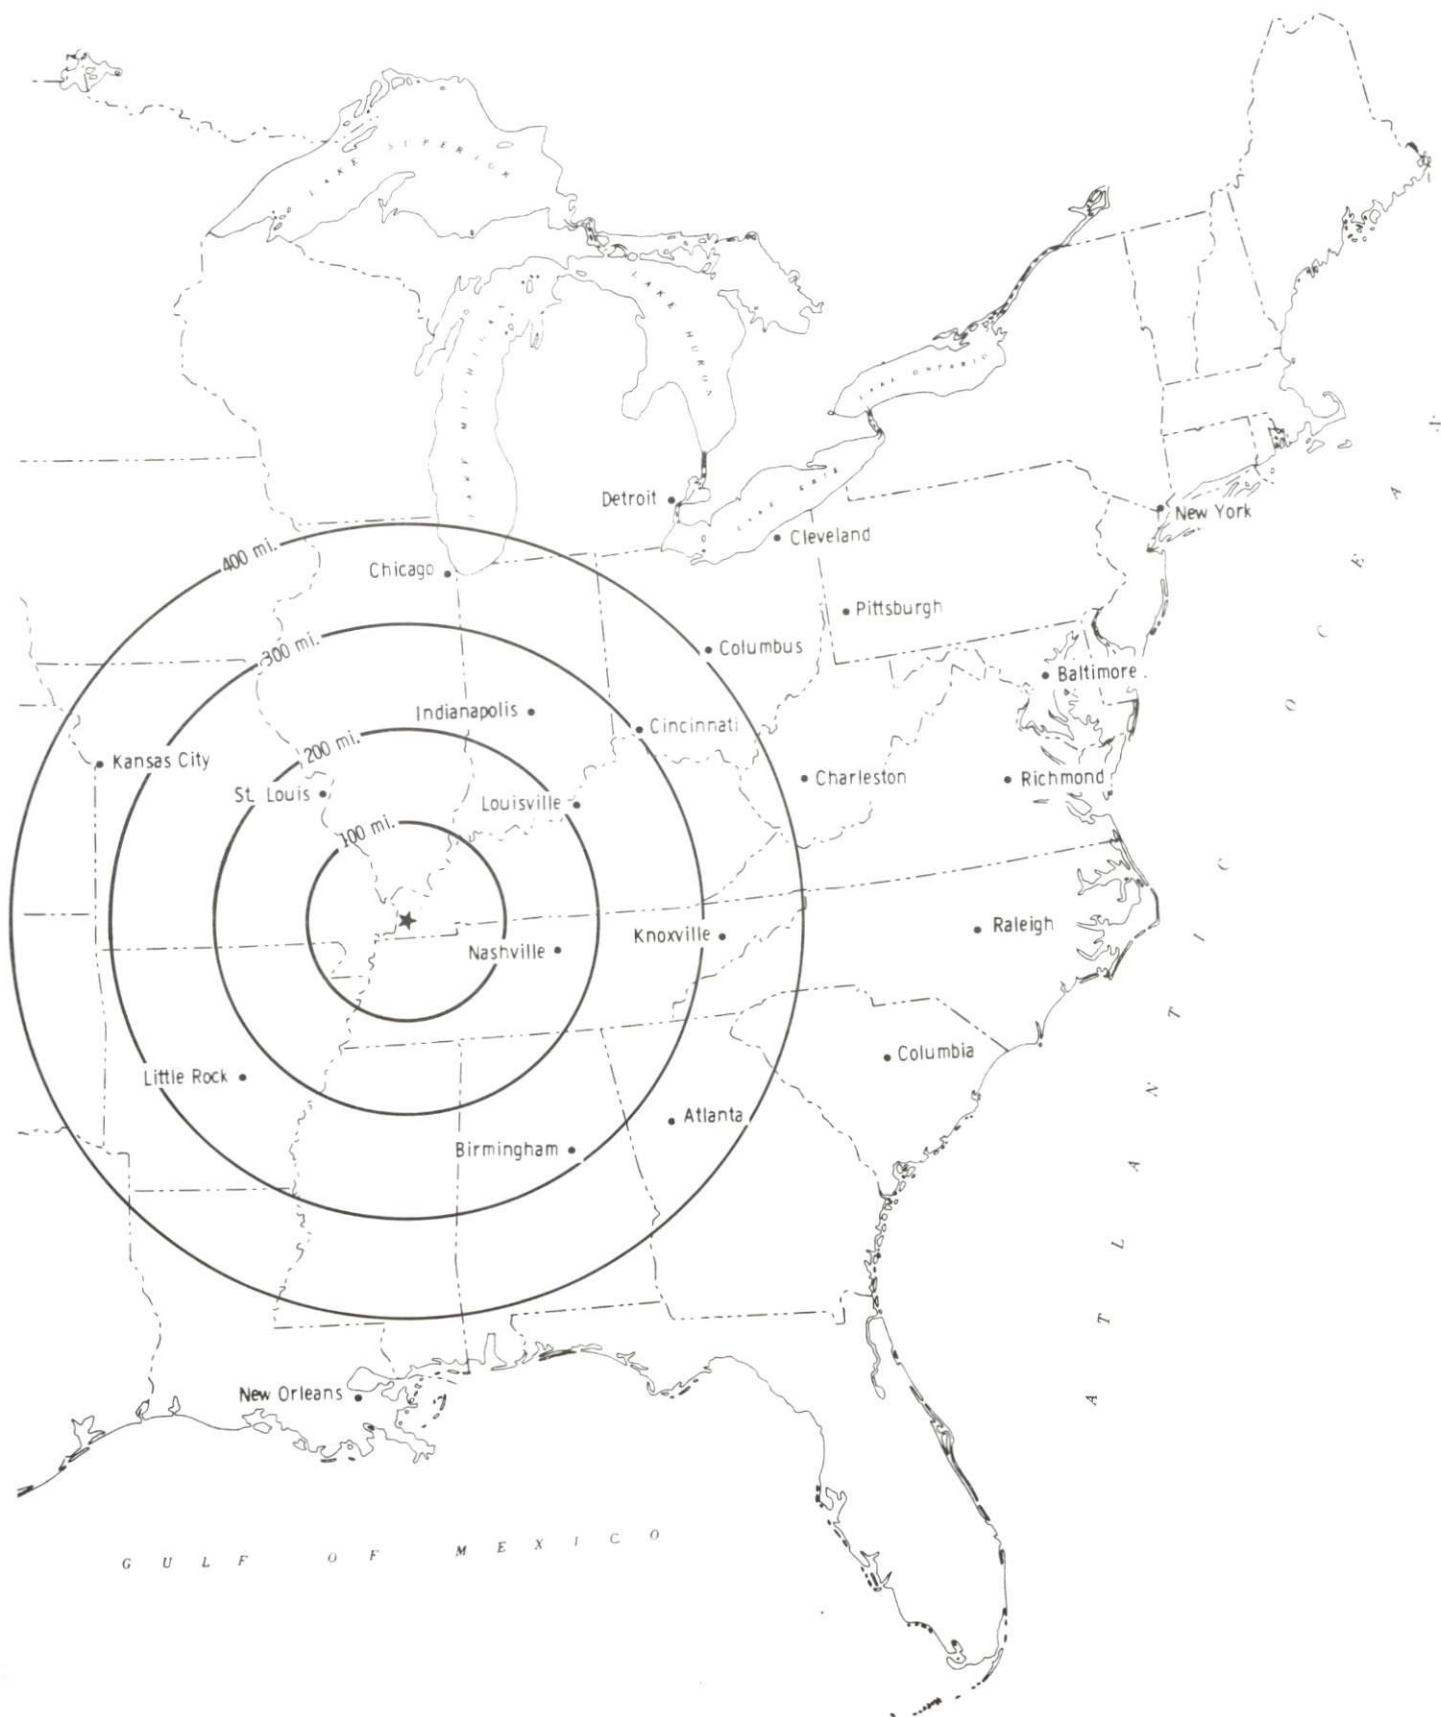 LAKE SUPERIOR
LAKE MICHIGAN
LAKE HURON
LAKE ONTARIO
LAKE ERIE
Detroit
New York
Cleveland
400 mi.
Chicago
Pittsburgh
300 mi.
Columbus
Baltimore
Indianapolis
Cincinnati
200 mi.
Kansas City
Charleston
Richmond
St. Louis
Louisville
100 mi.
Raleigh
Knoxville
Nashville
Columbia
Little Rock
Atlanta
Birmingham
New Orleans
ATLANTIC OCEA
GULF OF MEXICO